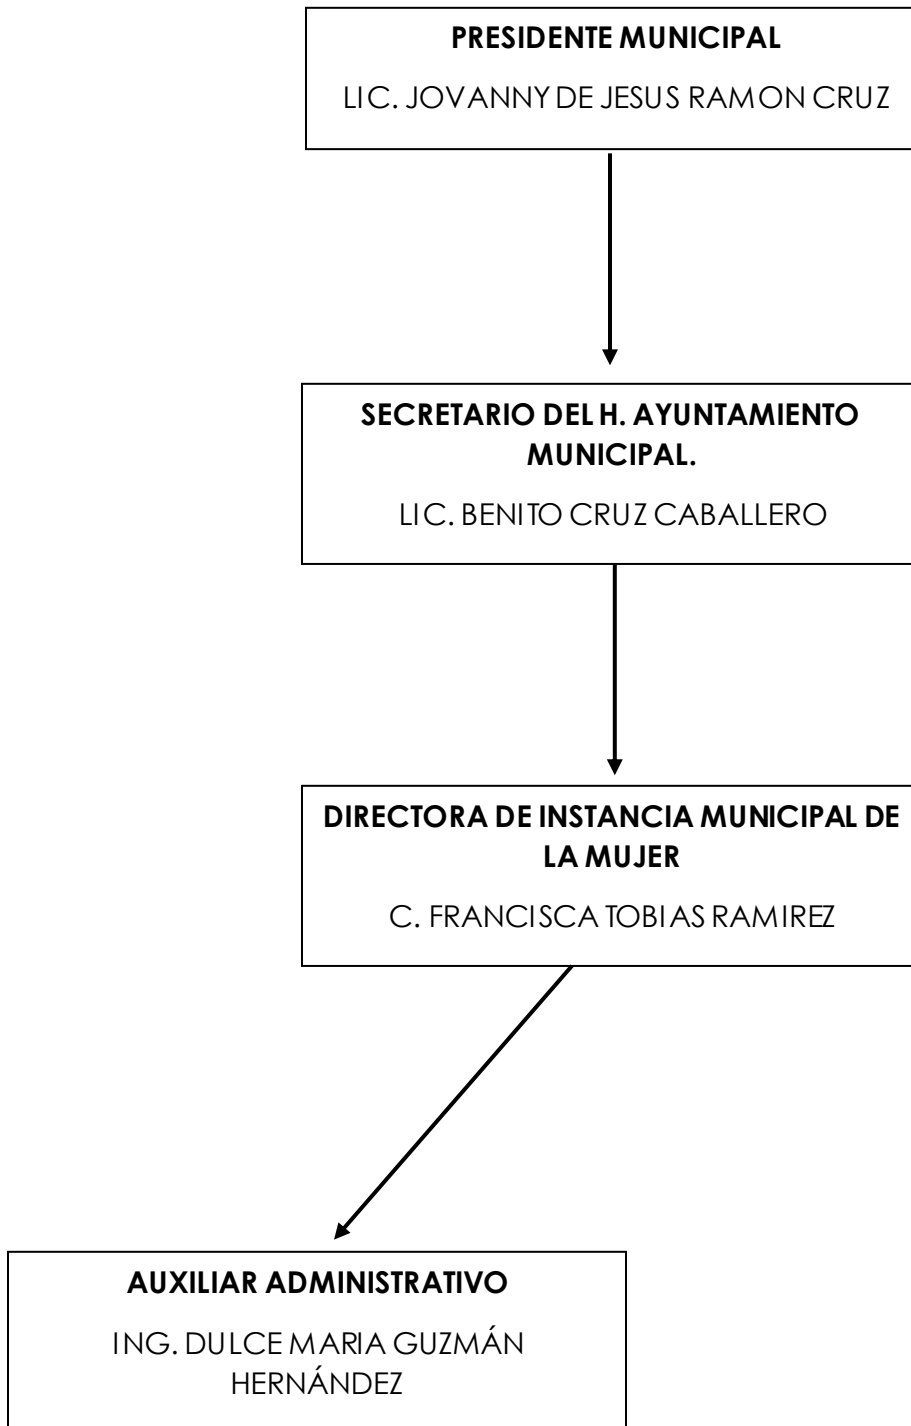 PRESIDENTE MUNICIPAL
LIC. JOVANNY DE JESUS RAMON CRUZ
SECRETARIO DEL H. AYUNTAMIENTO
MUNICIPAL.
LIC. BENITO CRUZ CABALLERO
DIRECTORA DE INSTANCIA MUNICIPAL DE
LA MUJER
C. FRANCISCA TOBIAS RAMIREZ
AUXILIAR ADMINISTRATIVO
ING. DULCE MARIA GUZMÁN
HERNÁNDEZ